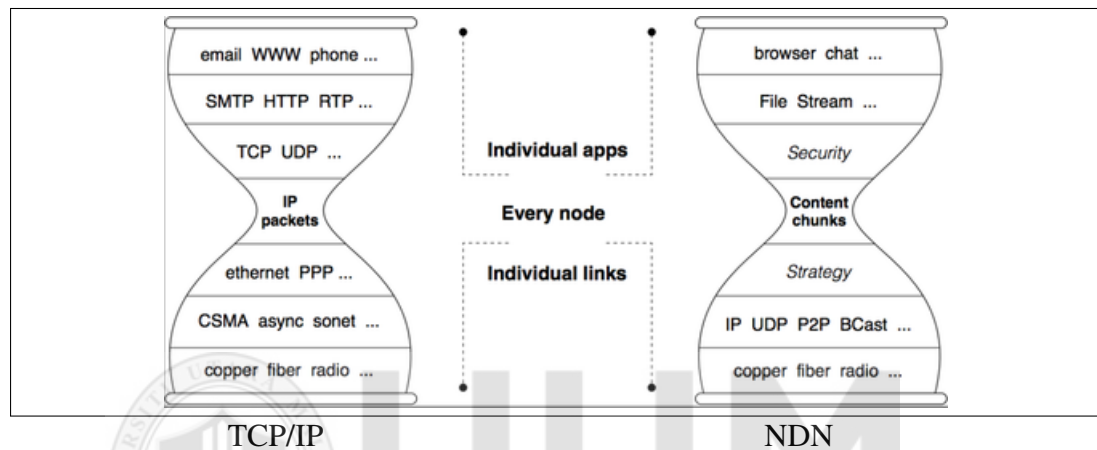 email WWW phone ...
SMTP HTTP RTP ...
TCP UDP ...
IP
packets
ethernet PPP ...
CSMA async sonet ...
copper fiber radio ...
Individual apps
Every node
Individual links
browser chat ...
File Stream ...
Security
Content
chunks
Strategy
IP UDP P2P BCast ...
copper fiber radio ...
TCP/IP
NDN